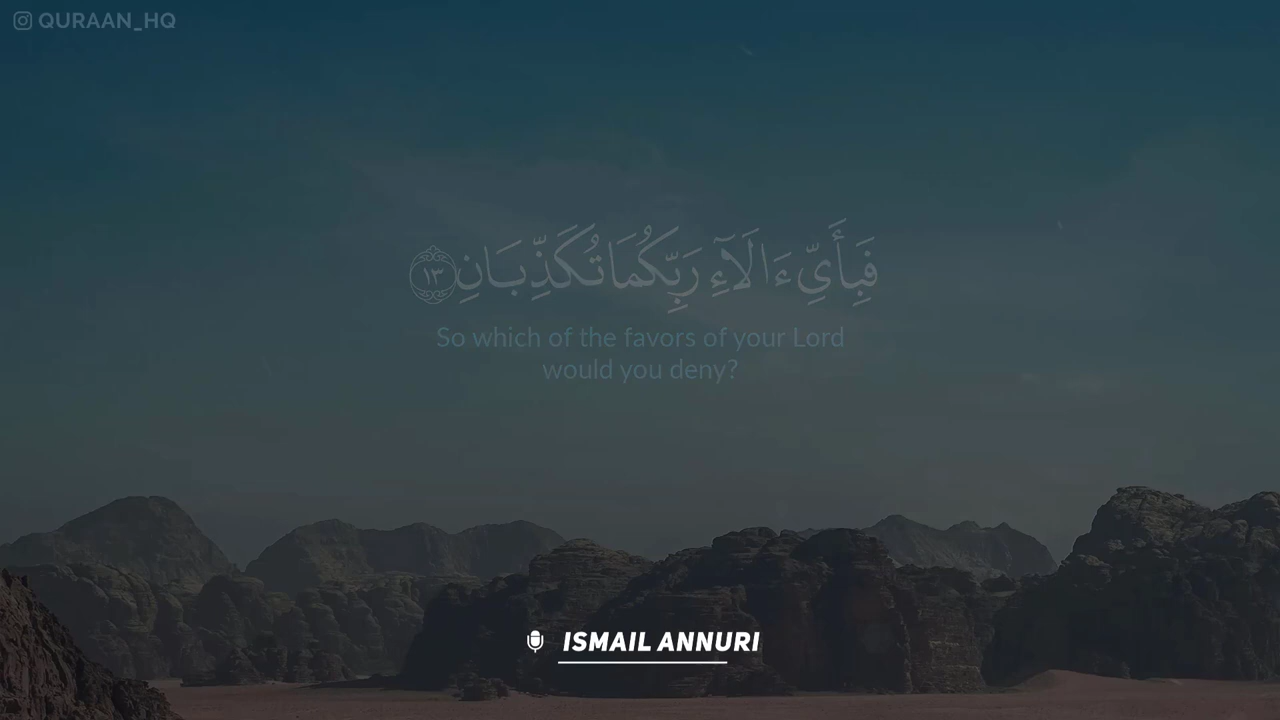 QURAAN_HQ
فَبِأَيِّ ءَالَآءِ رَبِّكُمَا تُكَذِّبَانِ ١٣
So which of the favors of your Lord
would you deny?
ISMAIL ANNURI